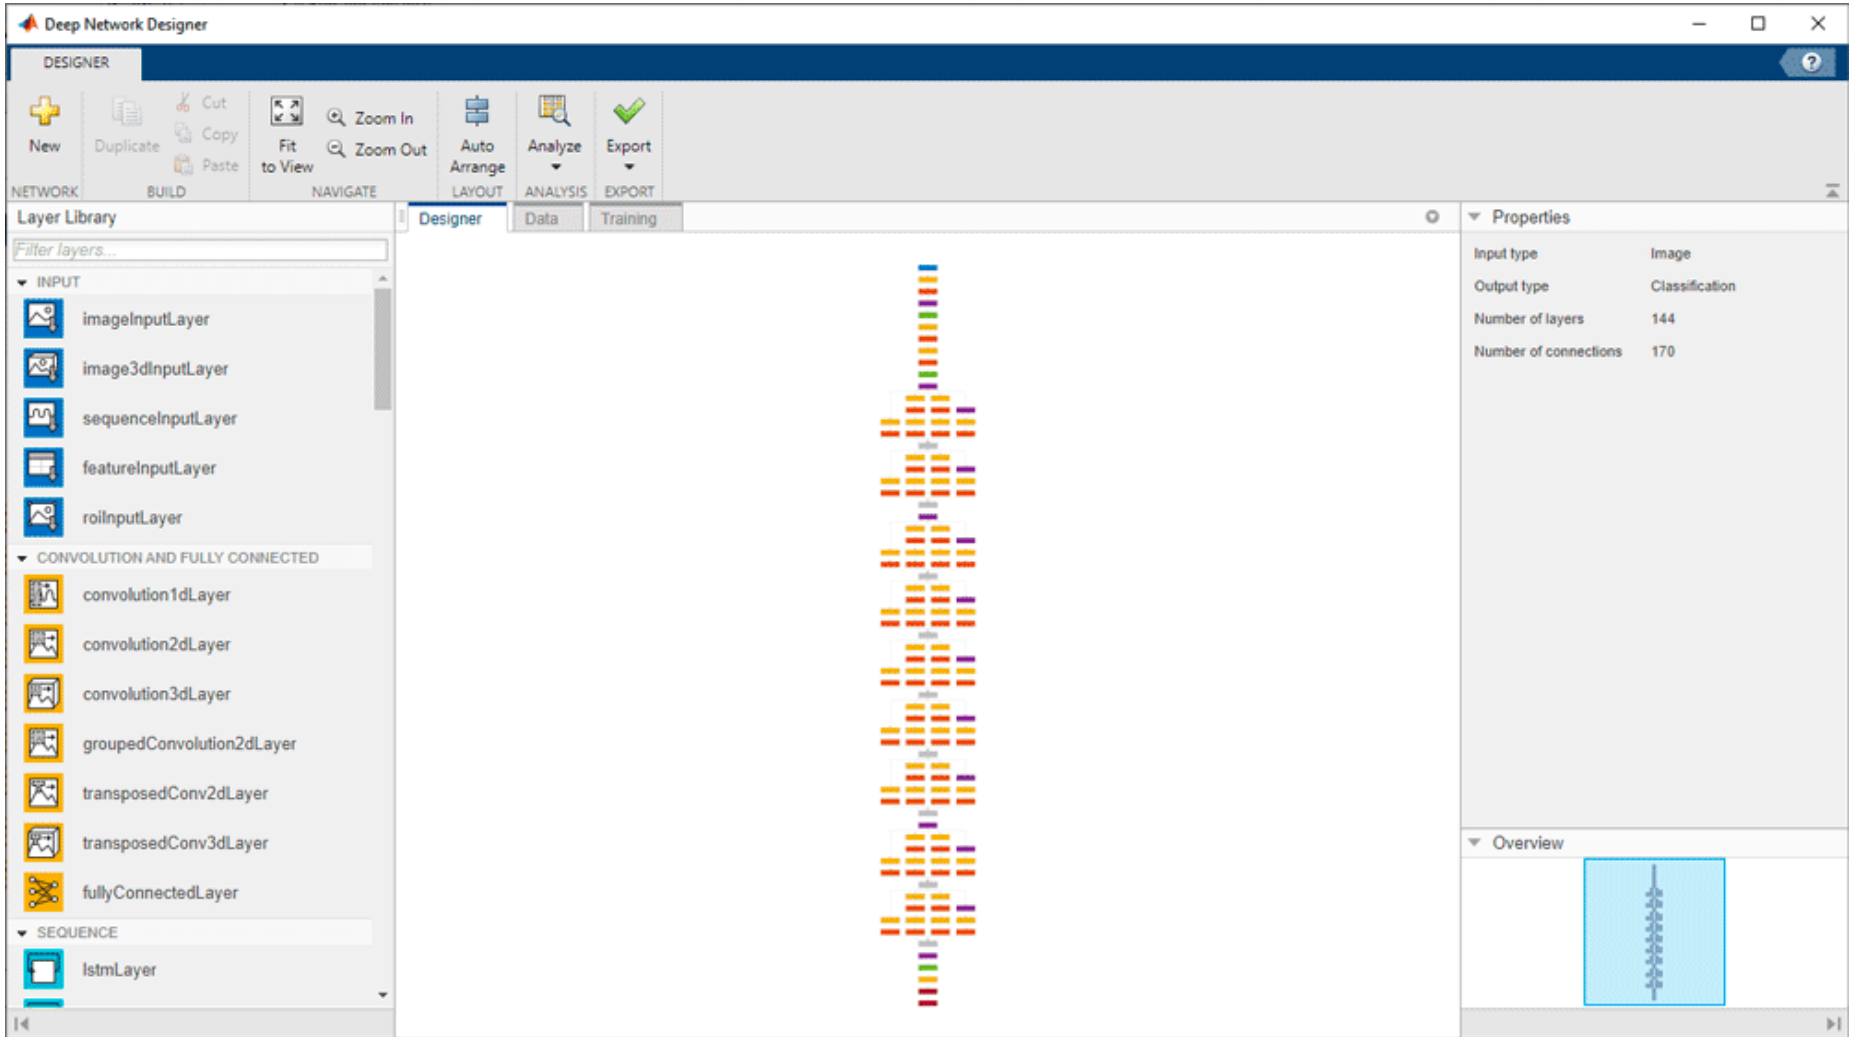 Deep Network Designer
DESIGNER
?
New
Duplicate
Cut
Copy
Paste
Fit
to View
Zoom In
Zoom Out
Auto
Arrange
Analyze
Export
NETWORK
BUILD
NAVIGATE
LAYOUT
ANALYSIS
EXPORT
Layer Library
Filter layers...
INPUT
imageInputLayer
image3dInputLayer
sequenceInputLayer
featureInputLayer
roiInputLayer
CONVOLUTION AND FULLY CONNECTED
convolution1dLayer
convolution2dLayer
convolution3dLayer
groupedConvolution2dLayer
transposedConv2dLayer
transposedConv3dLayer
fullyConnectedLayer
SEQUENCE
lstmLayer
Designer
Data
Training
Properties
Input type Image
Output type Classification
Number of layers 144
Number of connections 170
Overview